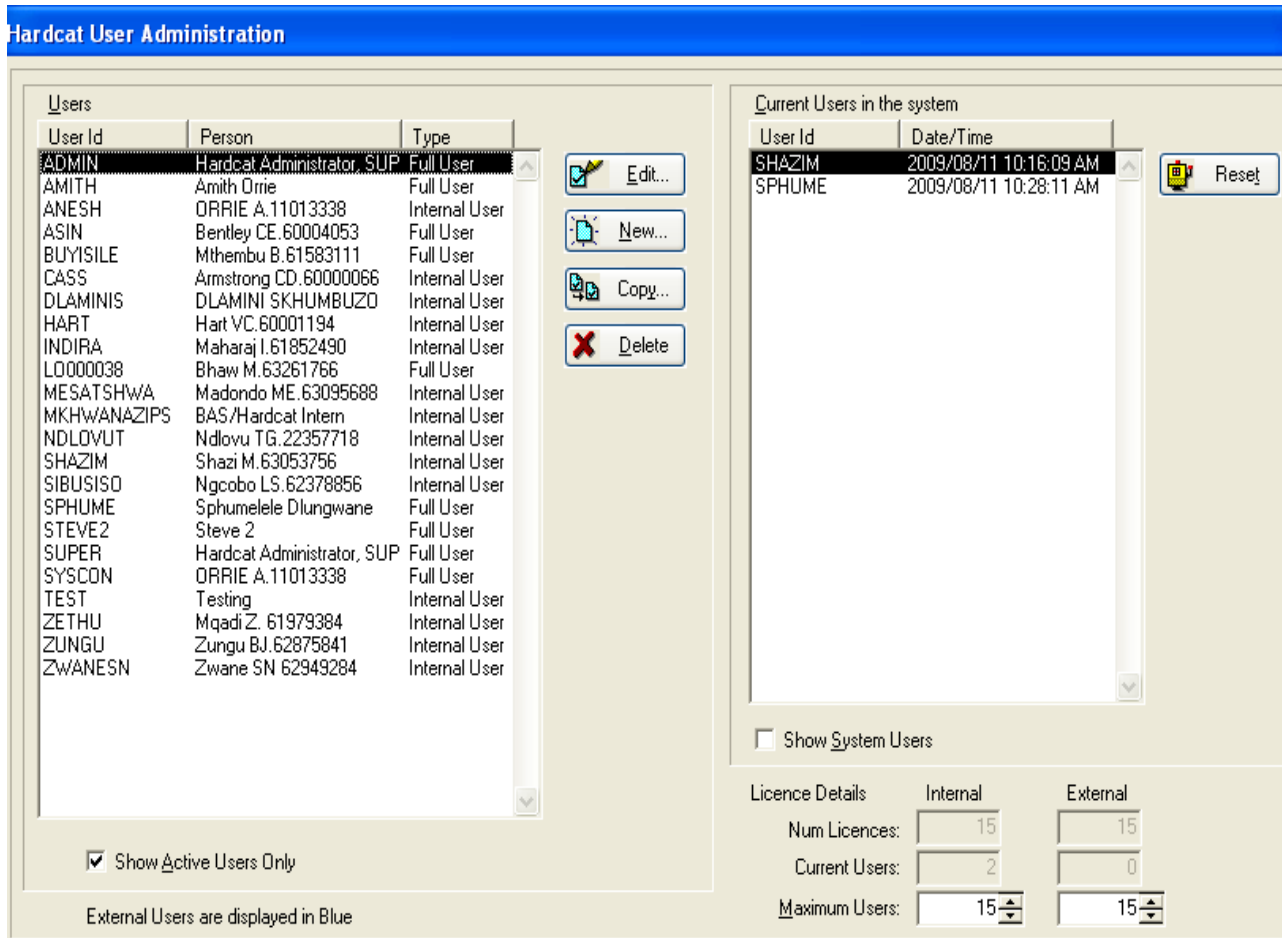 Hardcat User Administration
Users
User Id Person Type
ADMIN Hardcat Administrator, SUP Full User
AMITH Amith Orrie Full User
ANESH ORRIE A.11013338 Internal User
ASIN Bentley CE.60004053 Full User
BUYISILE Mthembu B.61583111 Full User
CASS Armstrong CD.60000066 Internal User
DLAMINIS DLAMINI SKHUMBUZO Internal User
HART Hart VC.60001194 Internal User
INDIRA Maharaj I.61852490 Internal User
LO000038 Bhaw M.63261766 Full User
MESATSHWA Madondo ME.63095688 Internal User
MKHWANAZIPS BAS/Hardcat Intern Internal User
NDLOVUT Ndlovu TG.22357718 Internal User
SHAZIM Shazi M.63053756 Internal User
SIBUSISO Ngcobo LS.62378856 Internal User
SPHUME Sphumelele Dlungwane Full User
STEVE2 Steve 2 Full User
SUPER Hardcat Administrator, SUP Full User
SYSCON ORRIE A.11013338 Full User
TEST Testing Internal User
ZETHU Mqadi Z. 61979384 Internal User
ZUNGU Zungu BJ.62875841 Internal User
ZWANESN Zwane SN 62949284 Internal User
Edit...
New...
Copy...
Delete
Show Active Users Only
External Users are displayed in Blue
Current Users in the system
User Id Date/Time
SHAZIM 2009/08/11 10:16:09 AM
SPHUME 2009/08/11 10:28:11 AM
Reset
Show System Users
Licence Details Internal External
Num Licences: 15 15
Current Users: 2 0
Maximum Users: 15 15